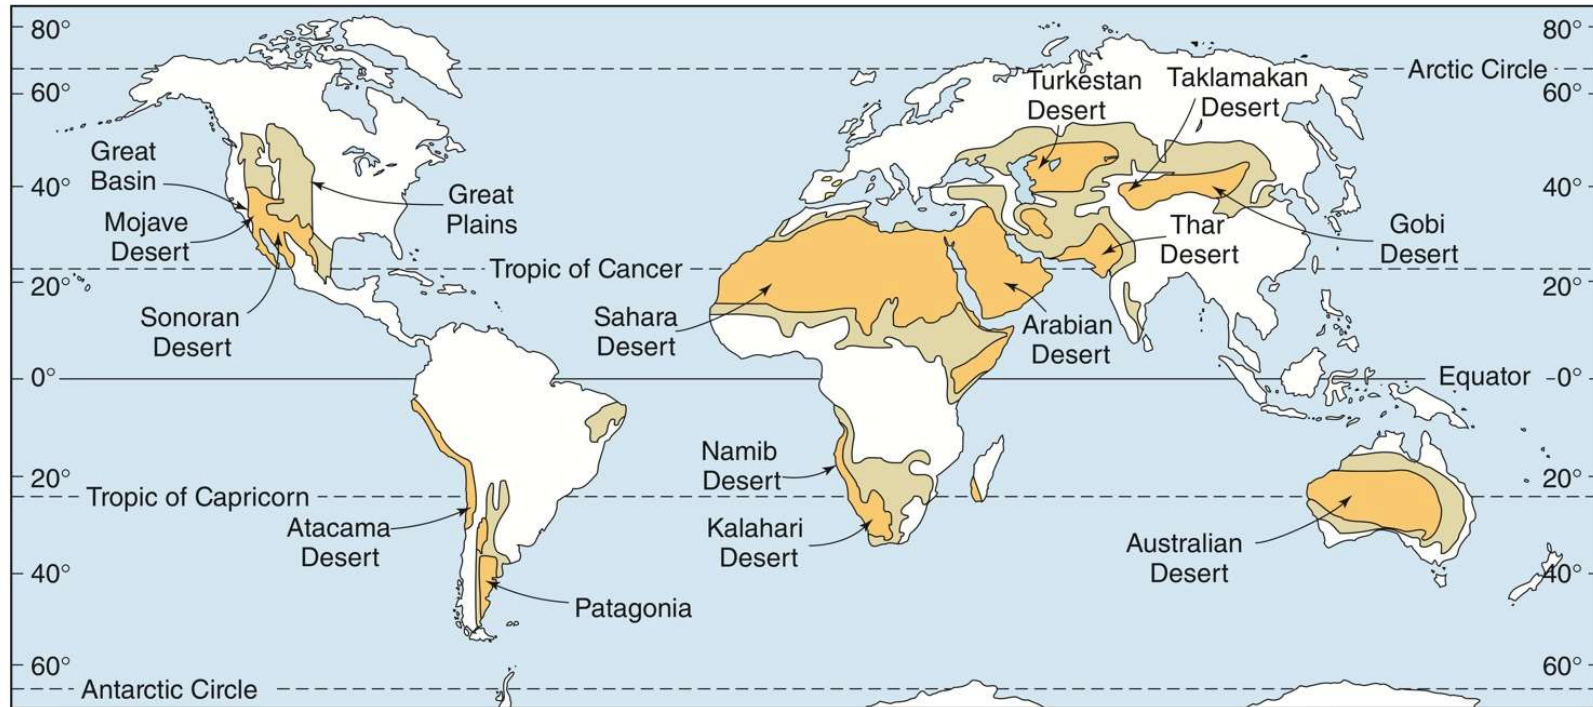 80°
80°
Arctic Circle
60°
60°
Turkestan
Desert
Taklamakan
Desert
Great
Basin
40°
40°
Great
Plains
Mojave
Desert
Thar
Desert
Gobi
Desert
Tropic of Cancer
20°
20°
Sonoran
Desert
Sahara
Desert
Arabian
Desert
0°
Equator
0°
Namib
Desert
20°
20°
Tropic of Capricorn
Atacama
Desert
Kalahari
Desert
Australian
Desert
40°
40°
Patagonia
60°
60°
Antarctic Circle